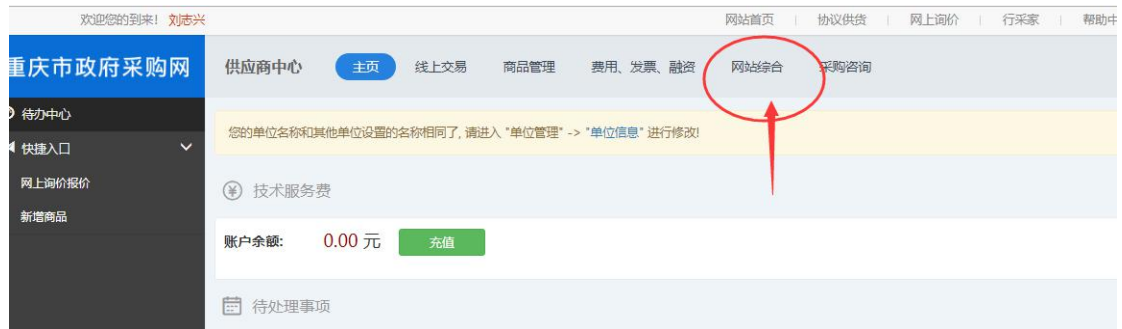 欢迎您的到来! 刘志兴 网站首页 | 协议供货 | 网上询价 | 行采家 | 帮助中
重庆市政府采购网 供应商中心 主页 线上交易 商品管理 费用、发票、融资 网站综合 采购咨询
待办中心
您的单位名称和其他单位设置的名称相同了, 请进入 "单位管理" -> "单位信息" 进行修改!
快捷入口
网上询价报价
技术服务费
新增商品
账户余额: 0.00 元 充值
待处理事项